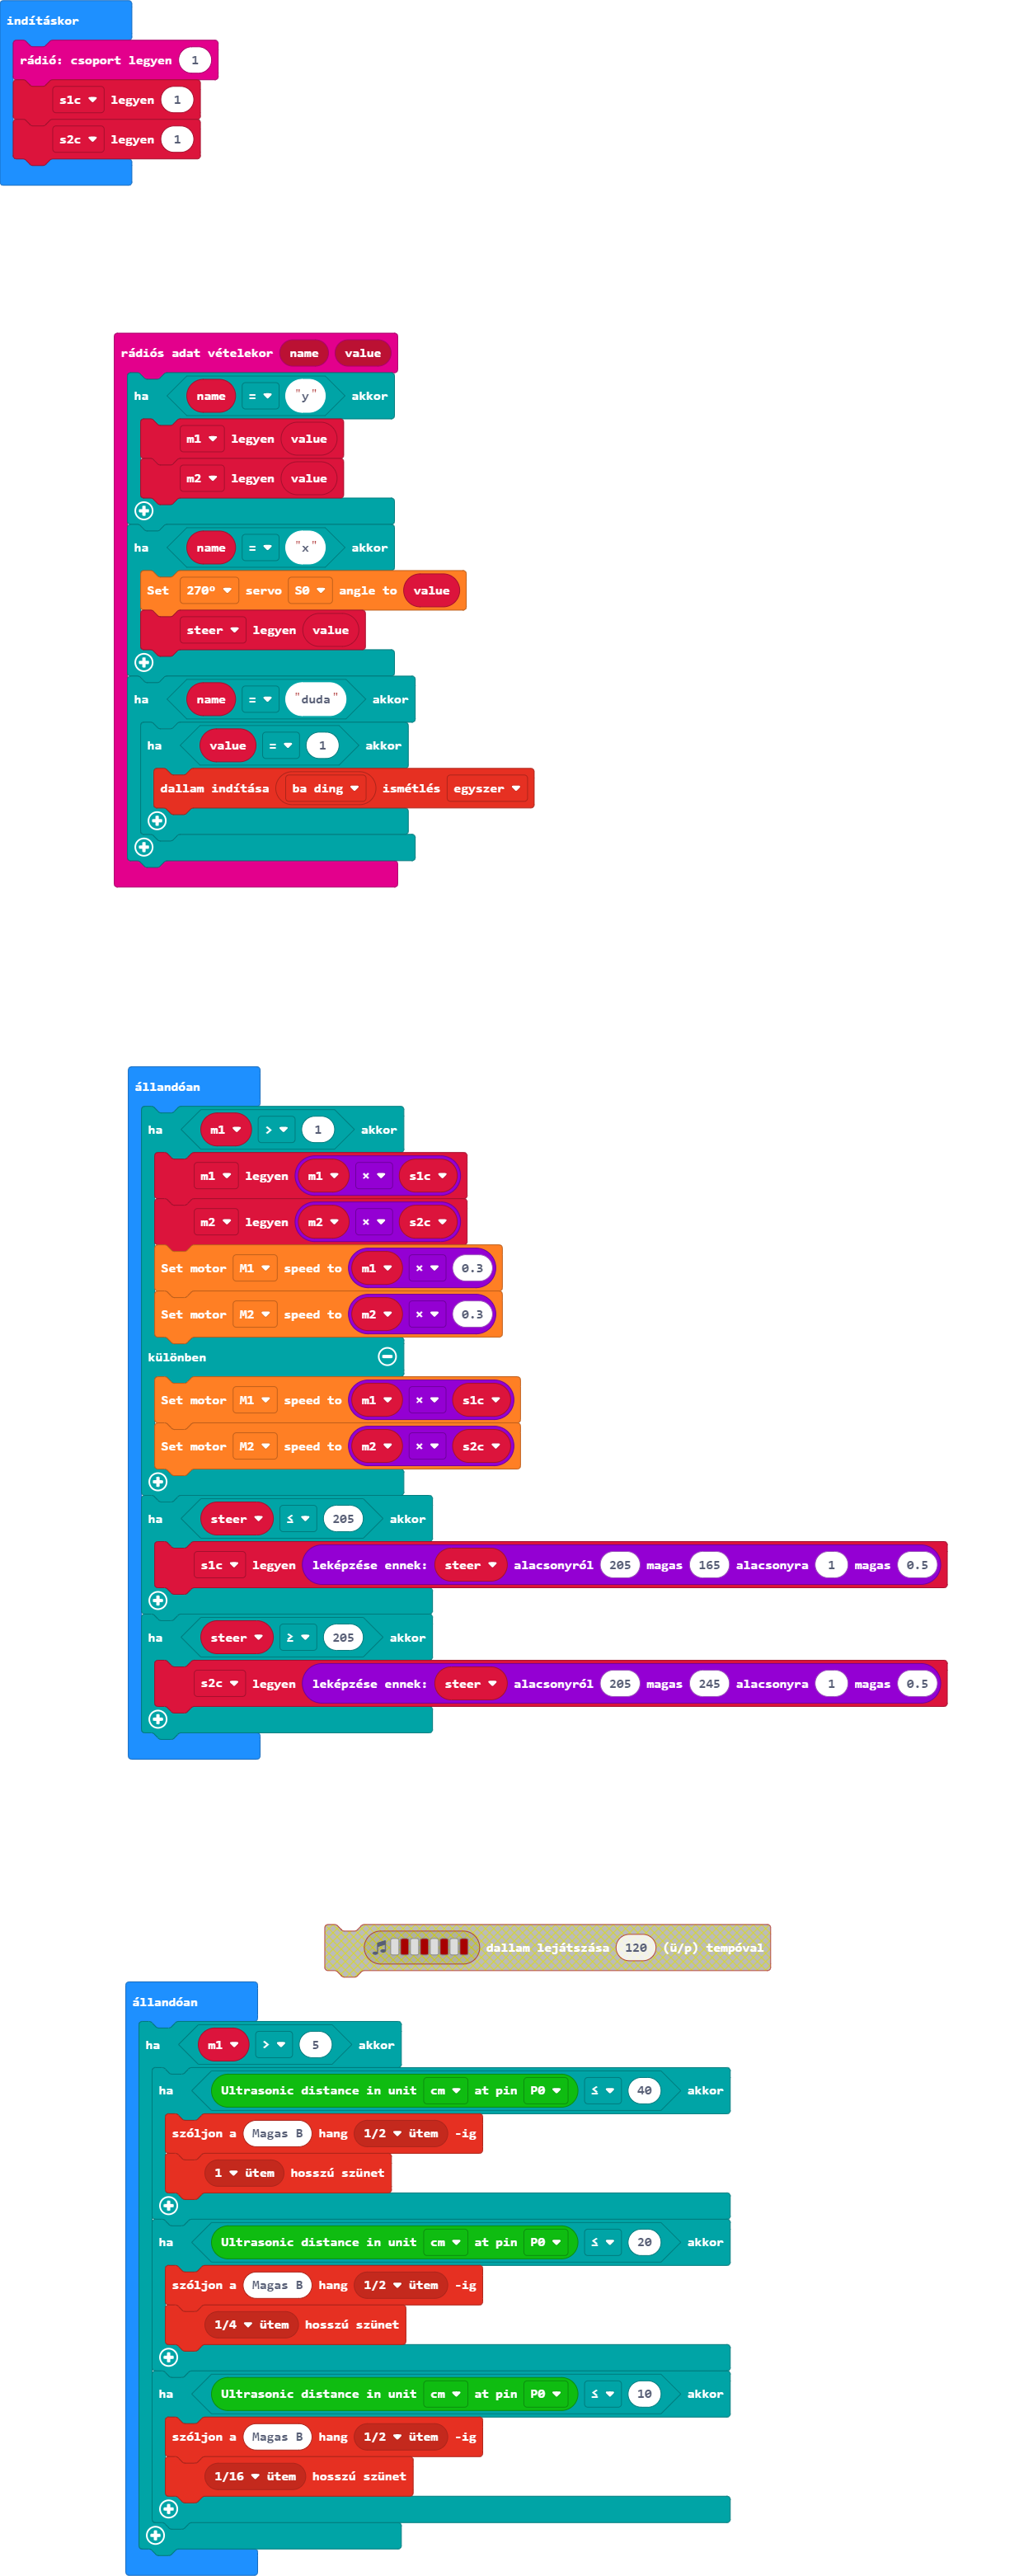 indításkor
rádió: csoport legyen 1
s1c legyen 1
s2c legyen 1
rádiós adat vételekor name value
ha name = "y" akkor
m1 legyen value
m2 legyen value
ha name = "x" akkor
Set 270° servo S0 angle to value
steer legyen value
ha name = "duda" akkor
ha value = 1 akkor
dallam indítása ba ding ismétlés egyszer
állandóan
ha m1 > 1 akkor
m1 legyen m1 × s1c
m2 legyen m2 × s2c
Set motor M1 speed to m1 × 0.3
Set motor M2 speed to m2 × 0.3
különben
Set motor M1 speed to m1 × s1c
Set motor M2 speed to m2 × s2c
ha steer ≤ 205 akkor
s1c legyen leképzése ennek: steer alacsonyról 205 magas 165 alacsonyra 1 magas 0.5
ha steer ≥ 205 akkor
s2c legyen leképzése ennek: steer alacsonyról 205 magas 245 alacsonyra 1 magas 0.5
dallam lejátszása 120 (ü/p) tempóval
állandóan
ha m1 > 5 akkor
ha Ultrasonic distance in unit cm at pin P0 ≤ 40 akkor
szóljon a Magas B hang 1/2 ütem -ig
1 ütem hosszú szünet
ha Ultrasonic distance in unit cm at pin P0 ≤ 20 akkor
szóljon a Magas B hang 1/2 ütem -ig
1/4 ütem hosszú szünet
ha Ultrasonic distance in unit cm at pin P0 ≤ 10 akkor
szóljon a Magas B hang 1/2 ütem -ig
1/16 ütem hosszú szünet